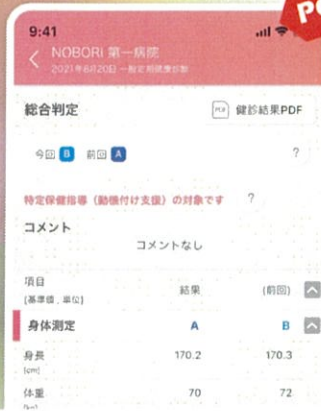 PO
9:41
NOBORI 第一病院
2021年6月20日 一般定期健康診断
総合判定
PDF 健診結果PDF
今回 B 前回 A ?
特定保健指導（動機付け支援）の対象です ?
コメント
コメントなし
項目
[基準値, 単位]
結果 (前回)
身体測定 A B
身長 170.2 170.3
[cm]
体重 70 72